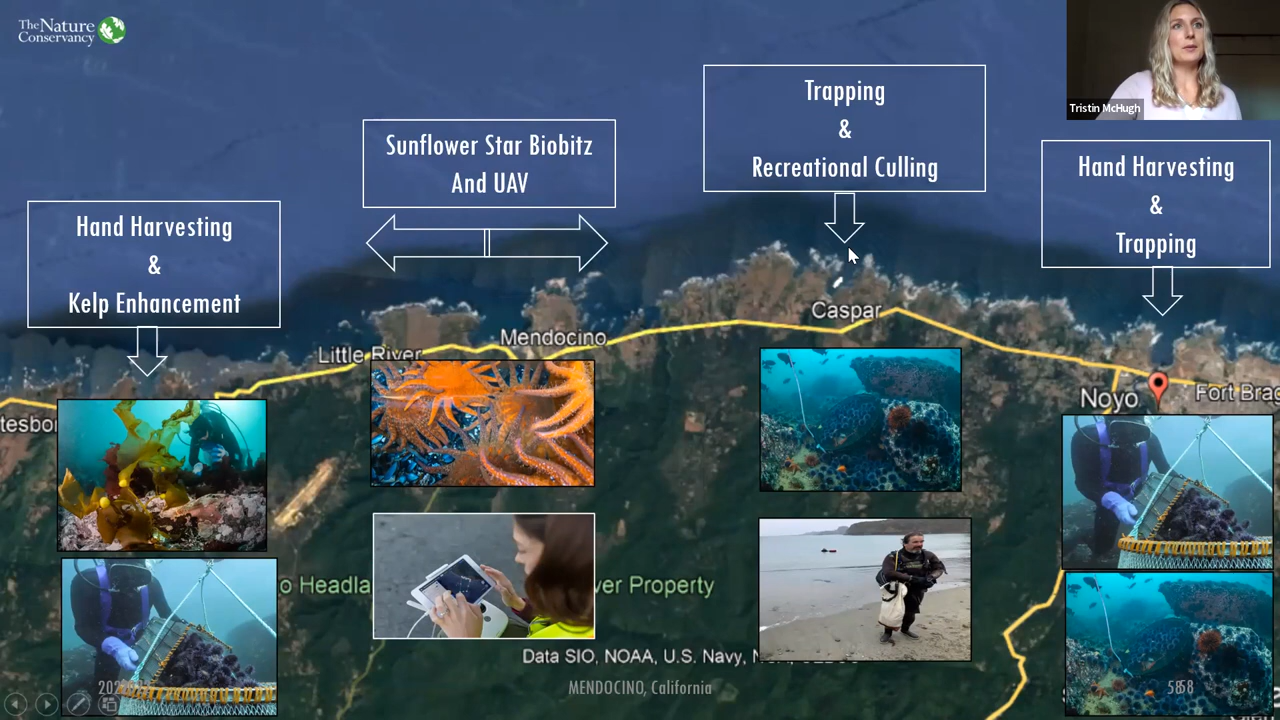 The Nature
Conservancy
Tristin McHugh
Trapping
&
Recreational Culling
Sunflower Star Biobitz
And UAV
Hand Harvesting
&
Trapping
Hand Harvesting
&
Kelp Enhancement
Caspar
Mendocino
Little River
Noyo
Fort Brag
o Headla
ver Property
Data SIO, NOAA, U.S. Navy,
MENDOCINO, California